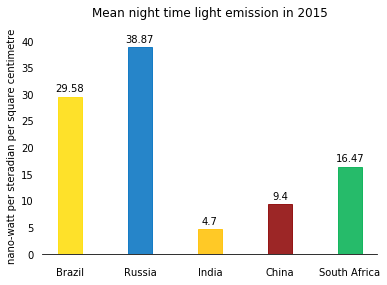 Mean night time light emission in 2015
nano-watt per steradian per square centimetre
40
35
30
25
20
15
10
5
0
29.58
38.87
4.7
9.4
16.47
Brazil
Russia
India
China
South Africa